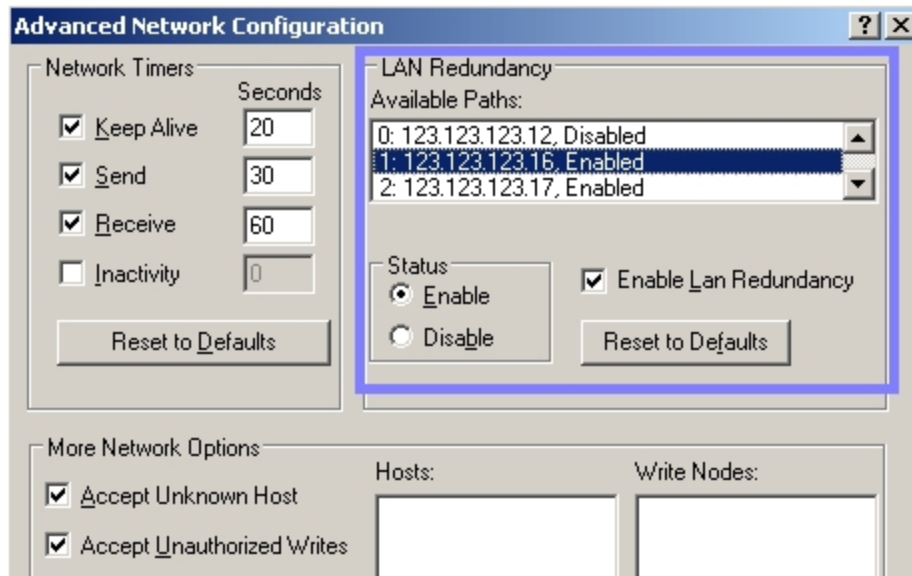 Advanced Network Configuration
Network Timers
Seconds
Keep Alive 20
Send 30
Receive 60
Inactivity 0
Reset to Defaults
LAN Redundancy
Available Paths:
0: 123.123.123.12, Disabled
1: 123.123.123.16, Enabled
2: 123.123.123.17, Enabled
Status
Enable
Disable
Enable Lan Redundancy
Reset to Defaults
More Network Options
Accept Unknown Host
Accept Unauthorized Writes
Hosts:
Write Nodes: